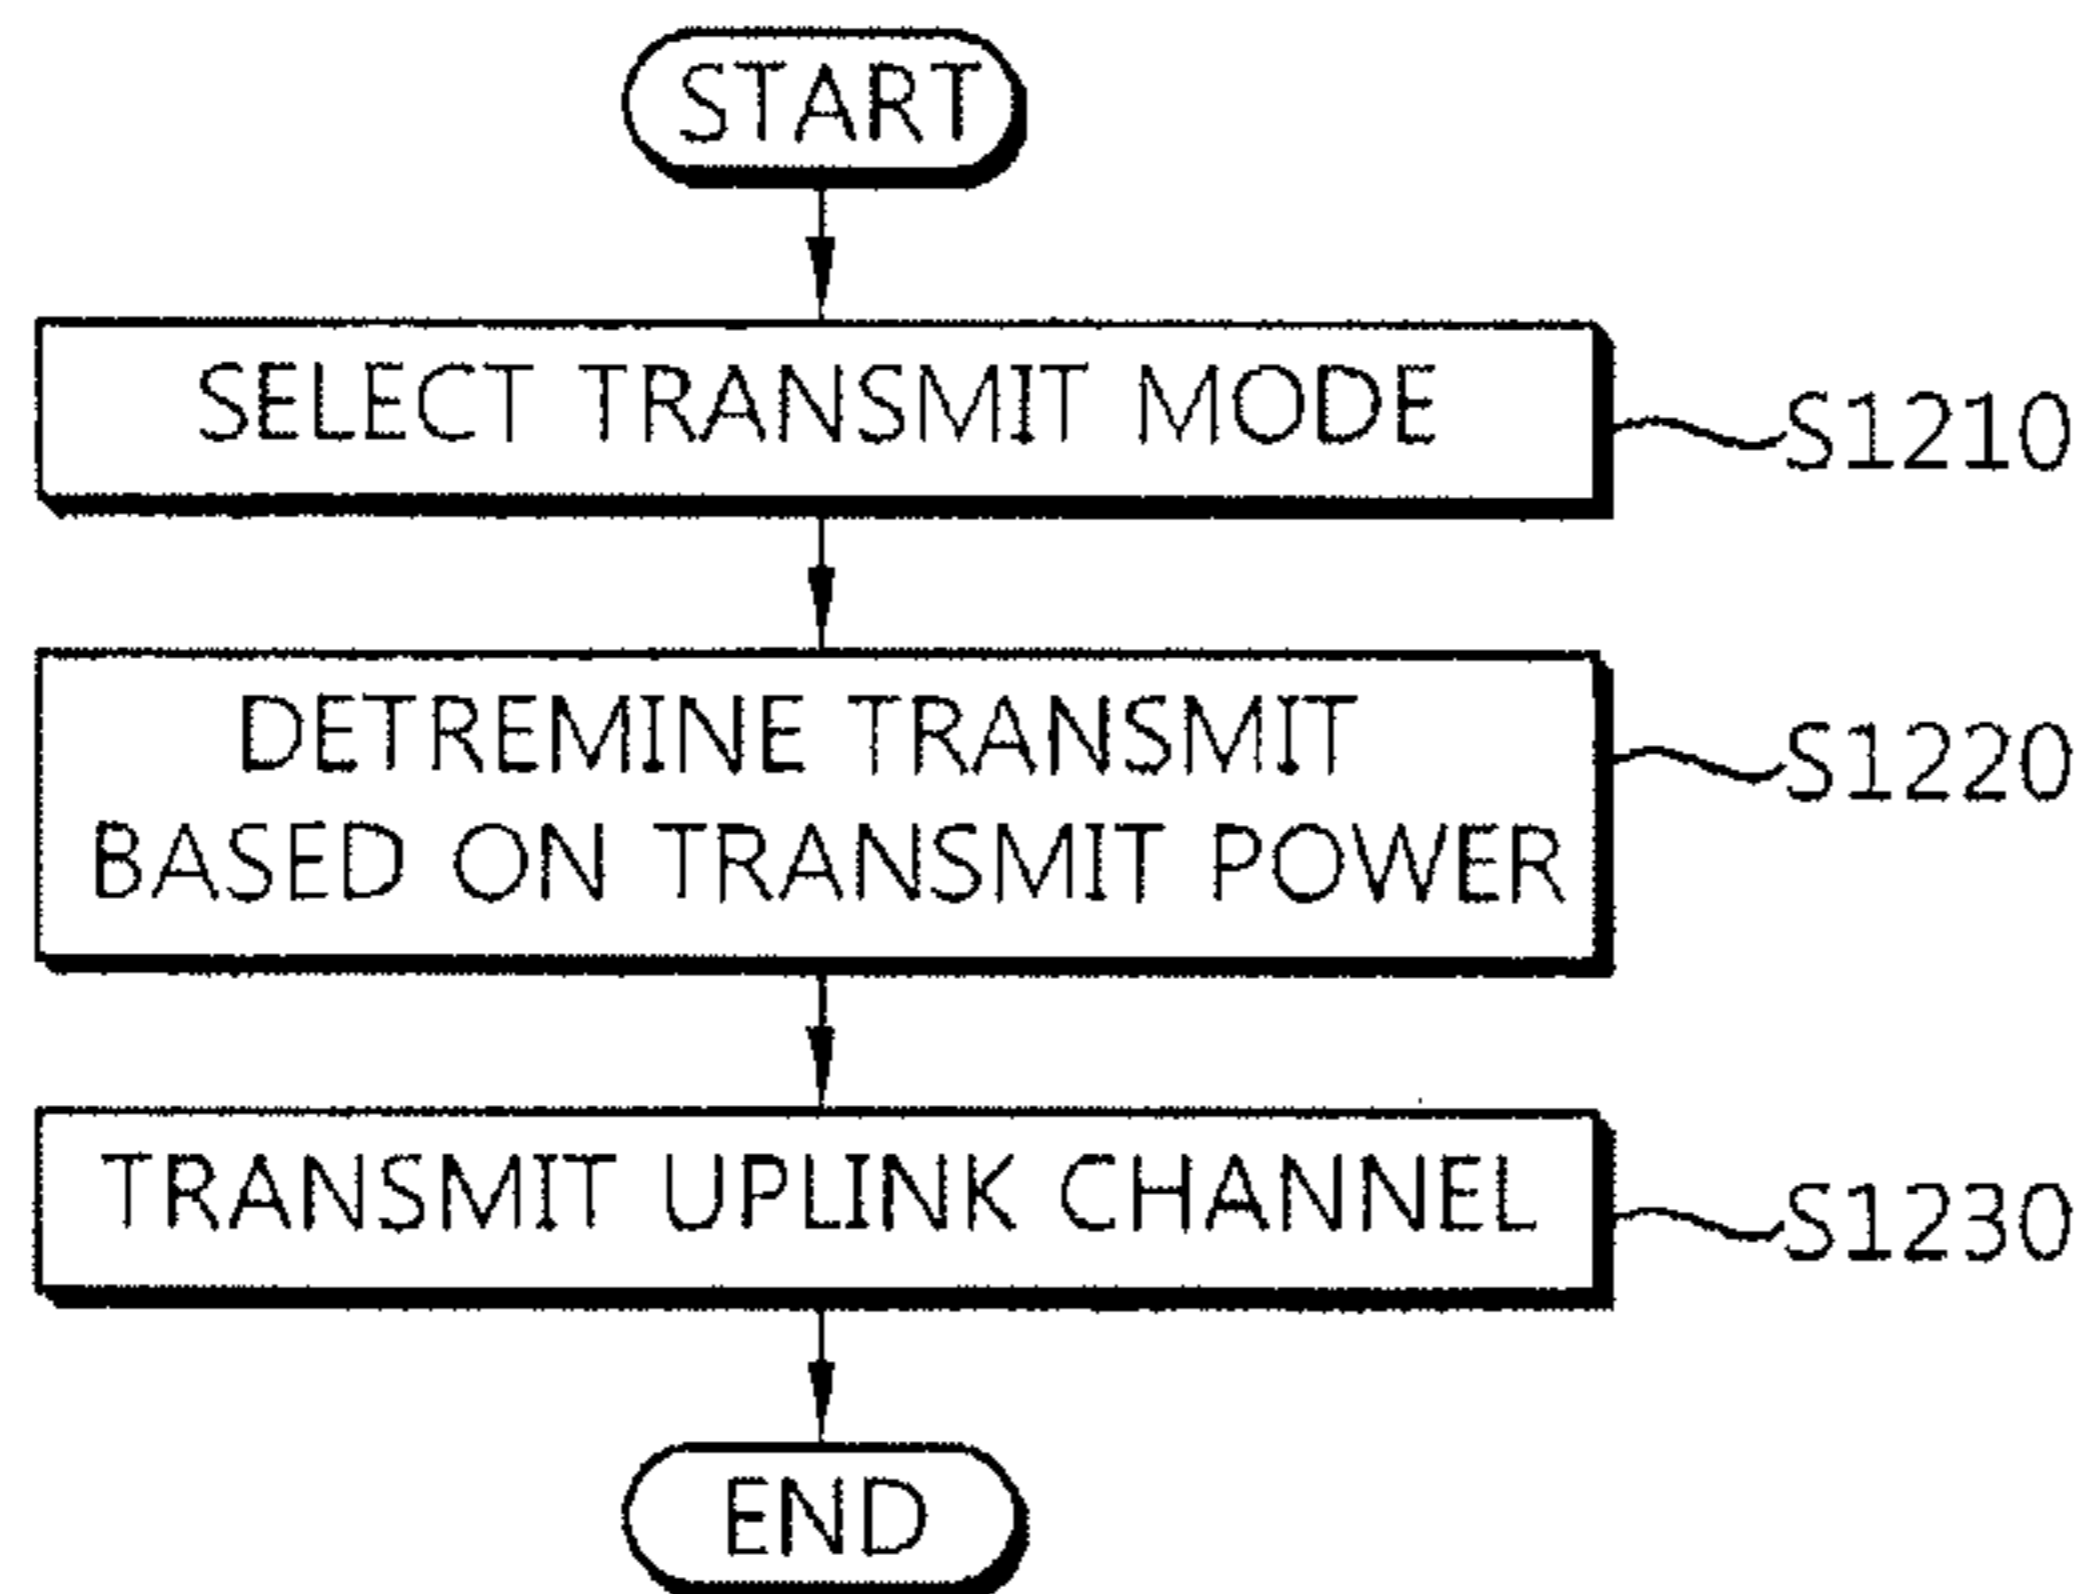 START
SELECT TRANSMIT MODE
S1210
DETREMINE TRANSMIT
BASED ON TRANSMIT POWER
S1220
TRANSMIT UPLINK CHANNEL
S1230
END